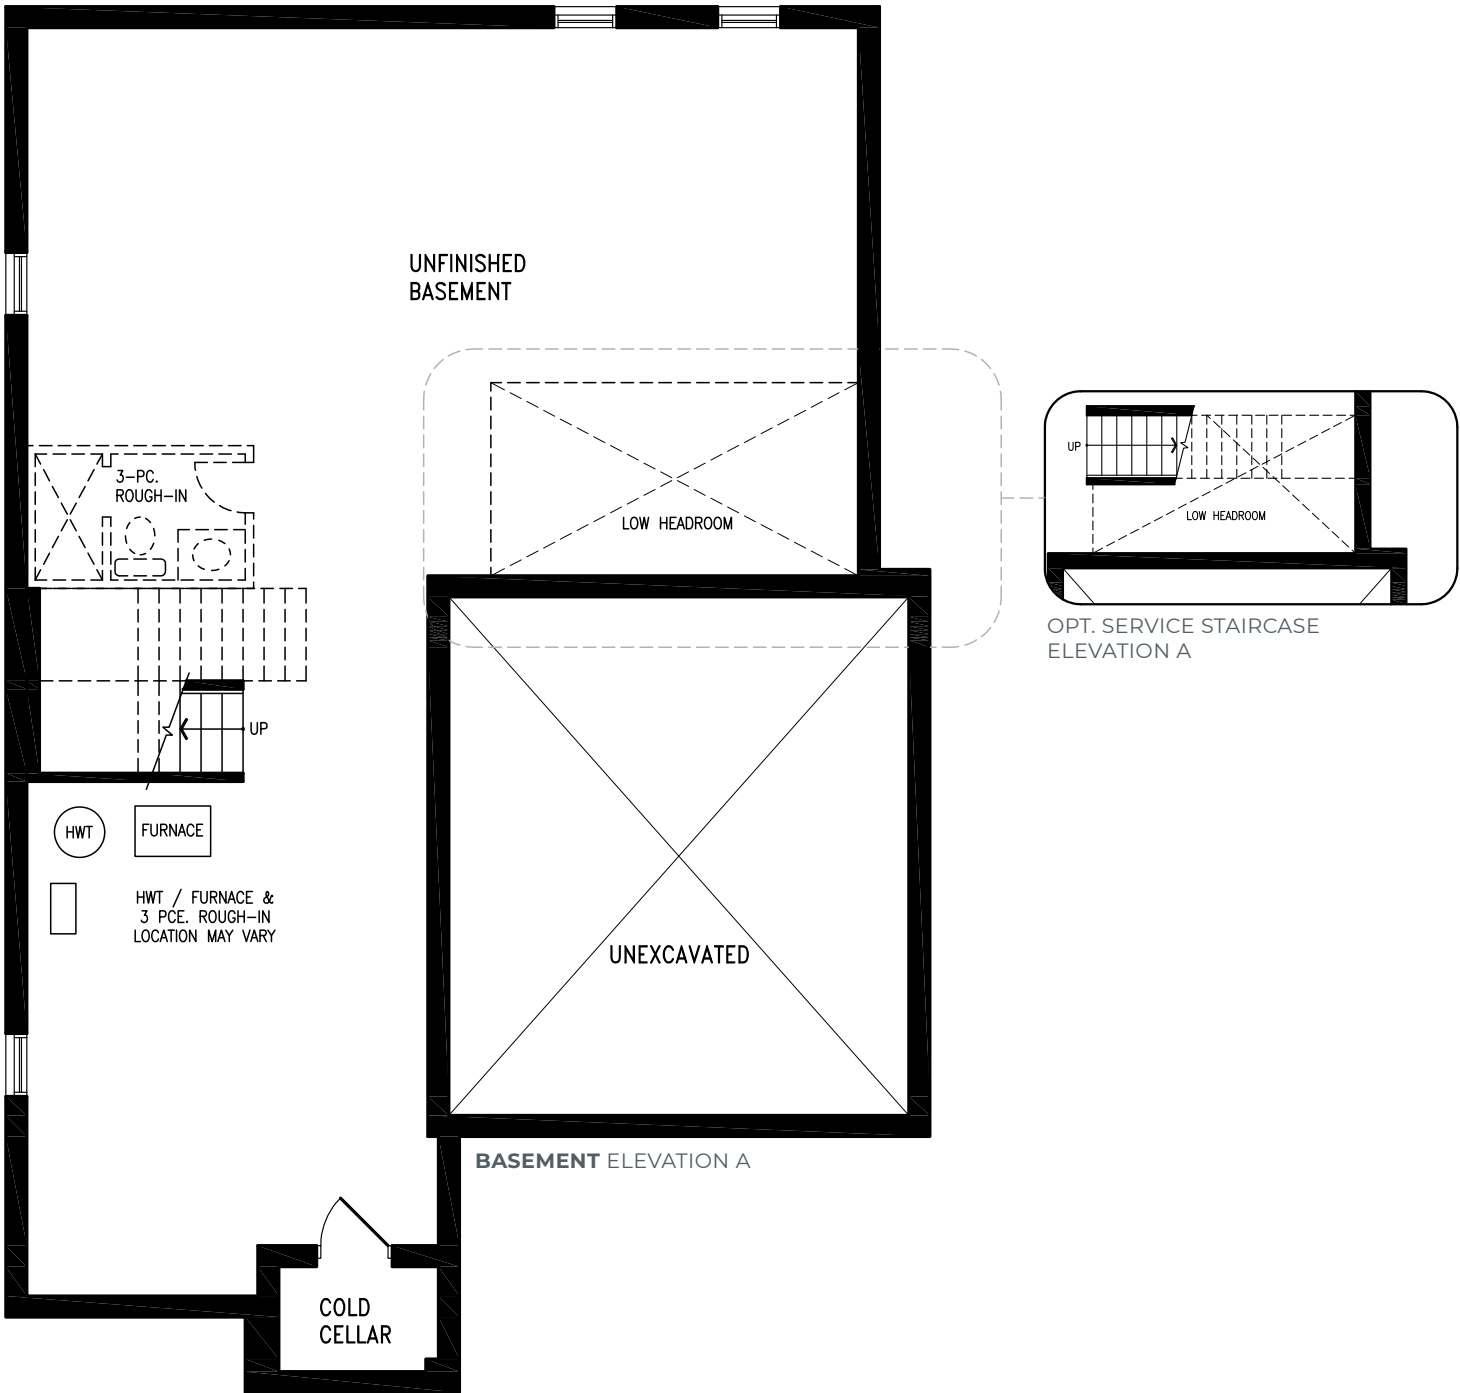 UNFINISHED
BASEMENT
3-PC.
ROUGH-IN
LOW HEADROOM
UP
LOW HEADROOM
OPT. SERVICE STAIRCASE
ELEVATION A
UP
HWT
FURNACE
HWT / FURNACE &
3 PCE. ROUGH-IN
LOCATION MAY VARY
UNEXCAVATED
BASEMENT ELEVATION A
COLD
CELLAR